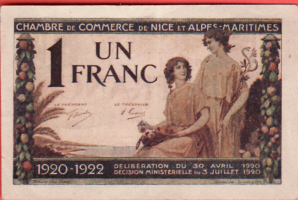 CHAMBRE DE COMMERCE DE NICE ET ALPES-MARITIMES
1 UN
FRANC
LE PRÉSIDENT
LE TRÉSORIER
1920-1922
DÉLIBÉRATION DU 30 AVRIL 1920
DÉCISION MINISTÉRIELLE DU 3 JUILLET 1920